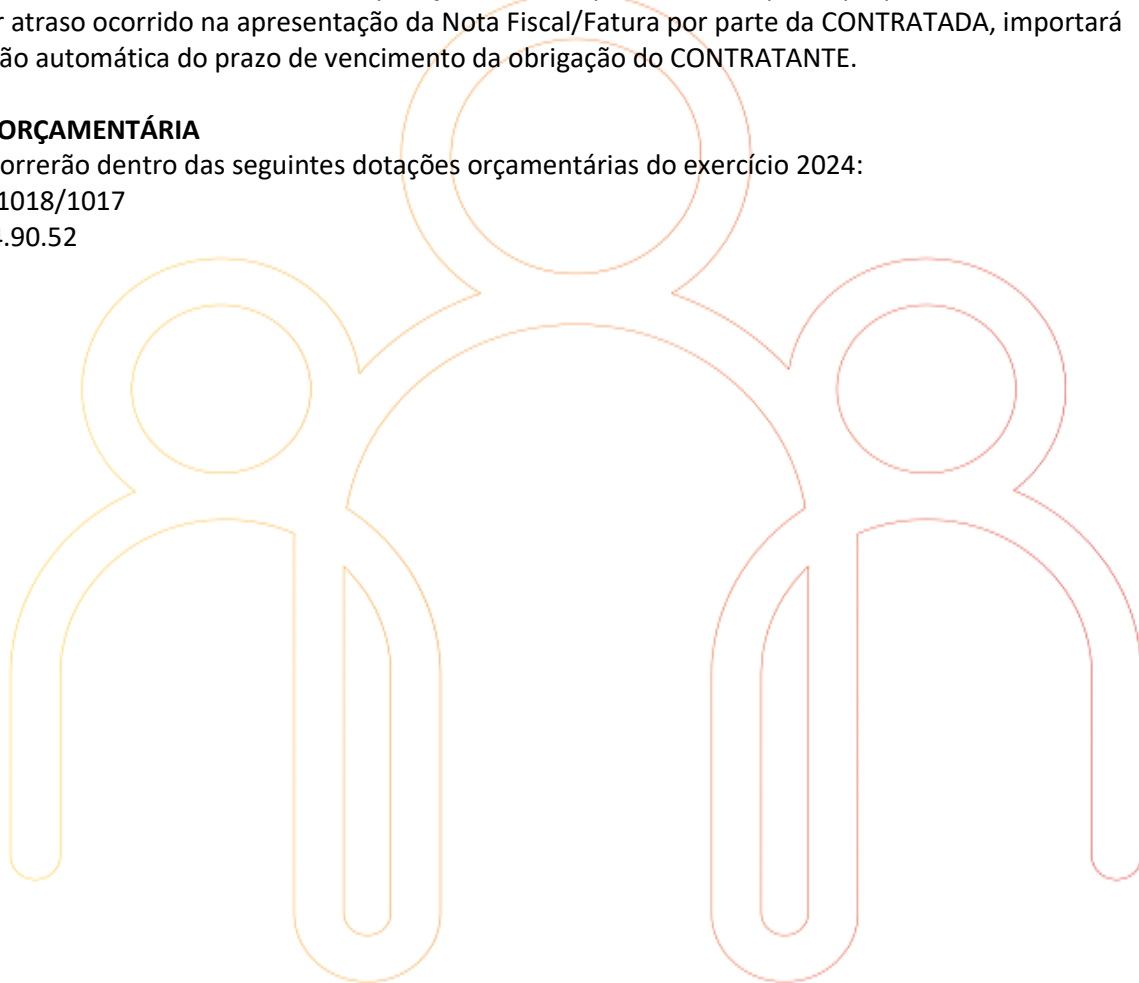 r atraso ocorrido na apresentação da Nota Fiscal/Fatura por parte da CONTRATADA, importará
ão automática do prazo de vencimento da obrigação do CONTRATANTE.
ORÇAMENTÁRIA
orrerão dentro das seguintes dotações orçamentárias do exercício 2024:
1018/1017
.90.52